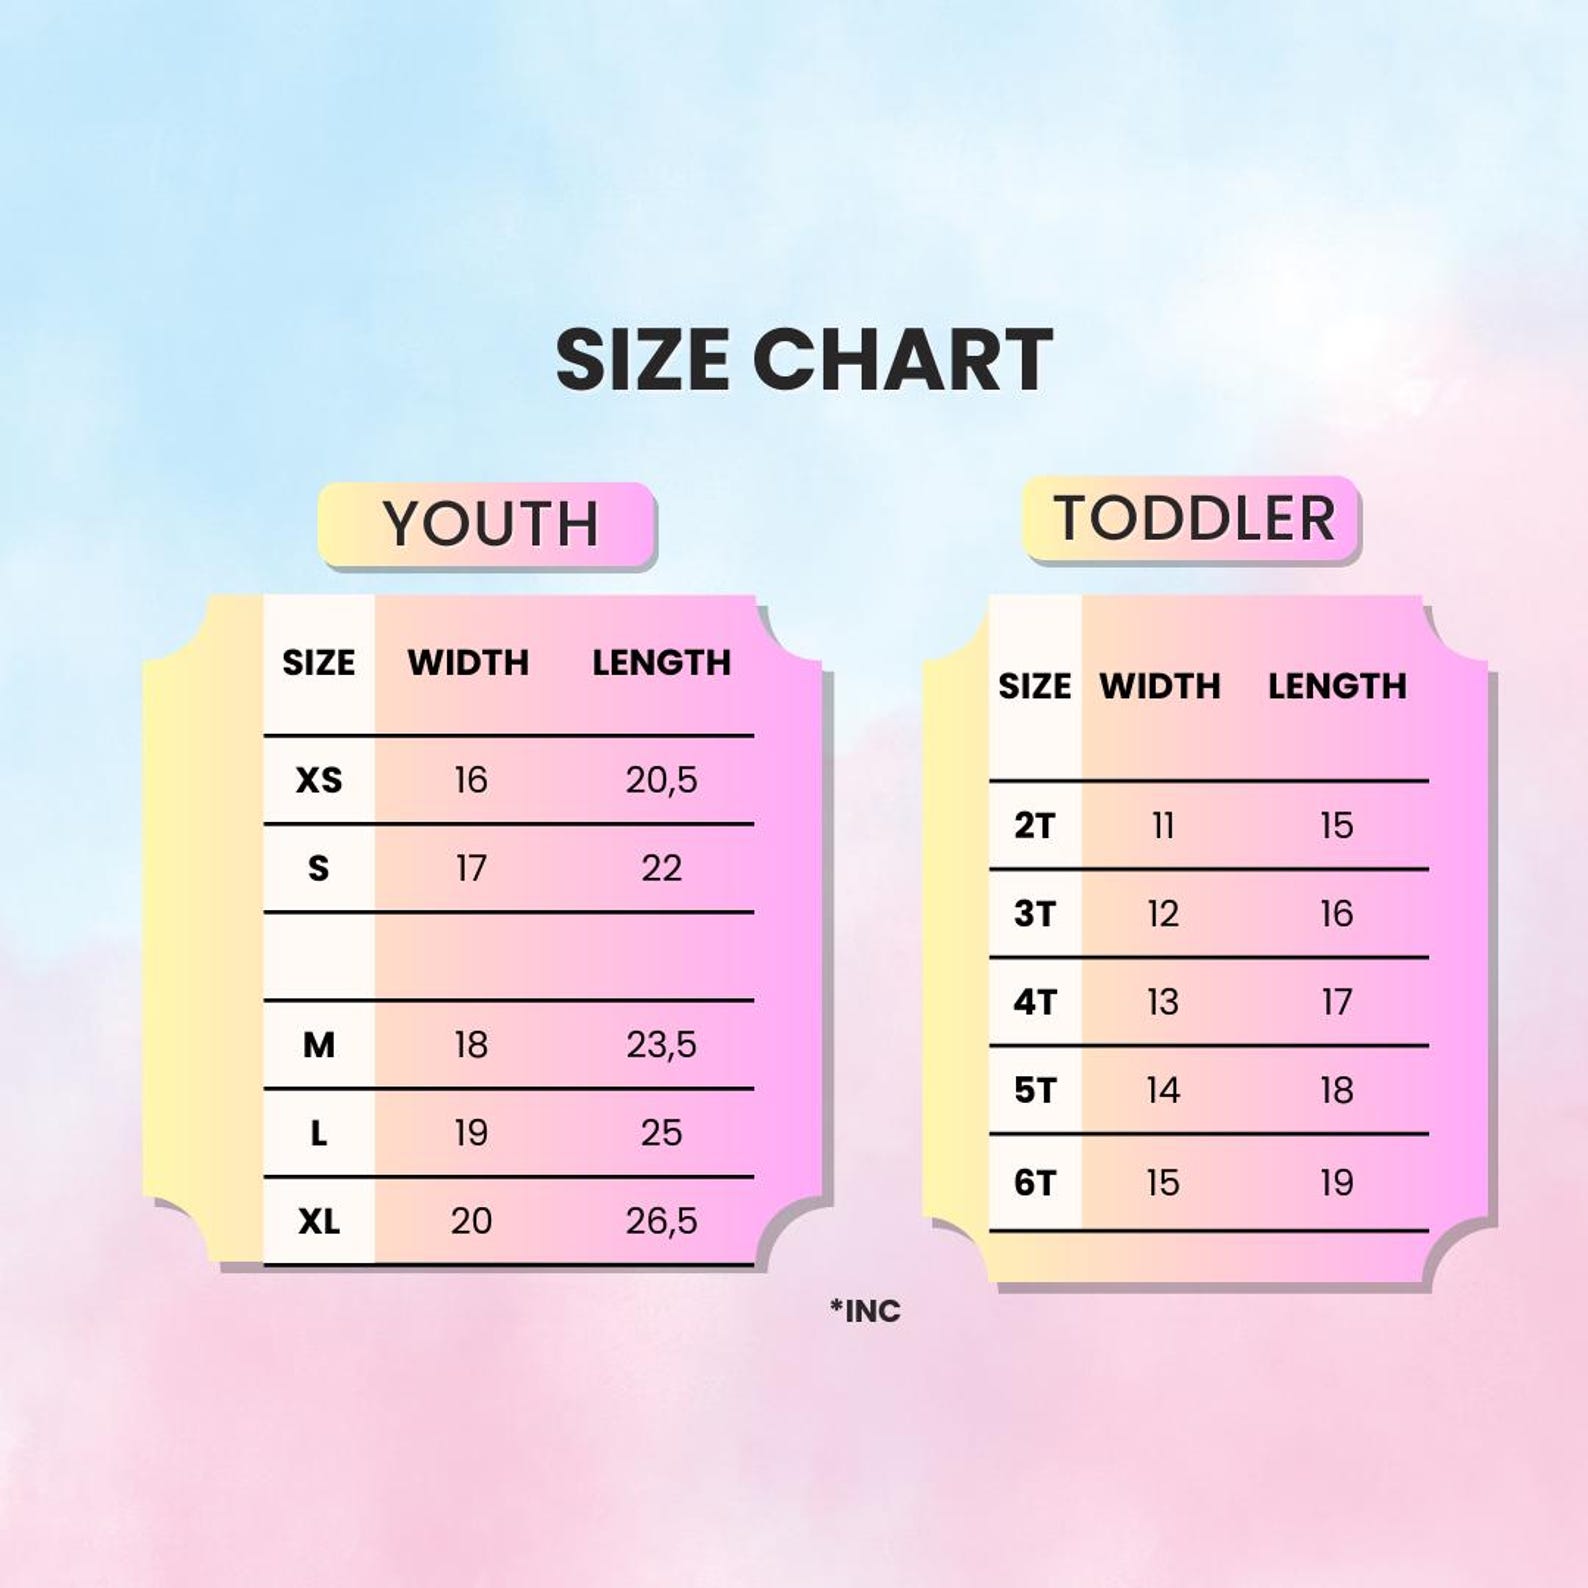 SIZE CHART
YOUTH
SIZE WIDTH LENGTH
XS 16 20,5
S 17 22
M 18 23,5
L 19 25
XL 20 26,5
TODDLER
SIZE WIDTH LENGTH
2T 11 15
3T 12 16
4T 13 17
5T 14 18
6T 15 19
*INC